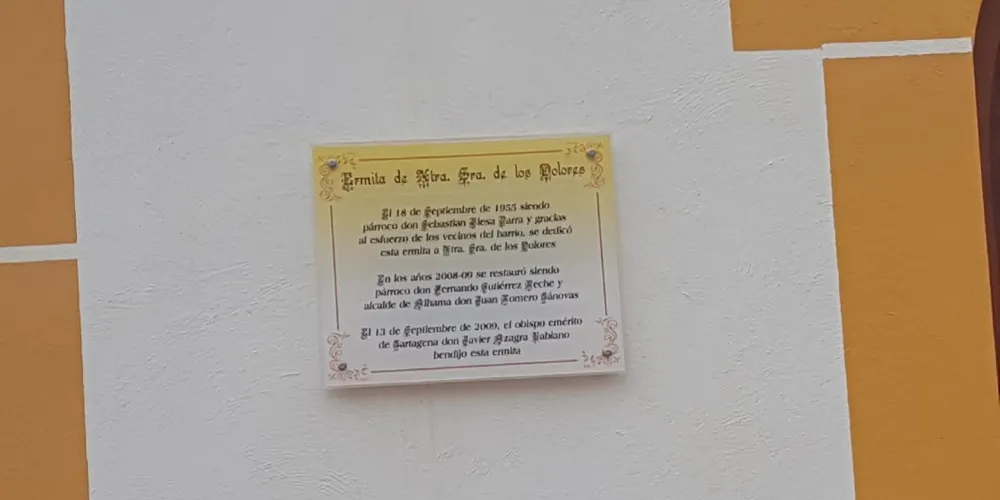 Ermita de Ntra. Sra. de los Dolores
El 18 de Septiembre de 1955 siendo
párroco don Sebastian Blesa Parra y gracias
al esfuerzo de los vecinos del barrio, se dedicó
esta ermita a Ntra. Sra. de los Dolores
En los años 2008-09 se restauró siendo
párroco don Fernando Gutiérrez Reche y
alcalde de Alhama don Juan Romero Cánovas
El 13 de Septiembre de 2009, el obispo emérito
de Cartagena don Javier Azagra Labiano
bendijo esta ermita